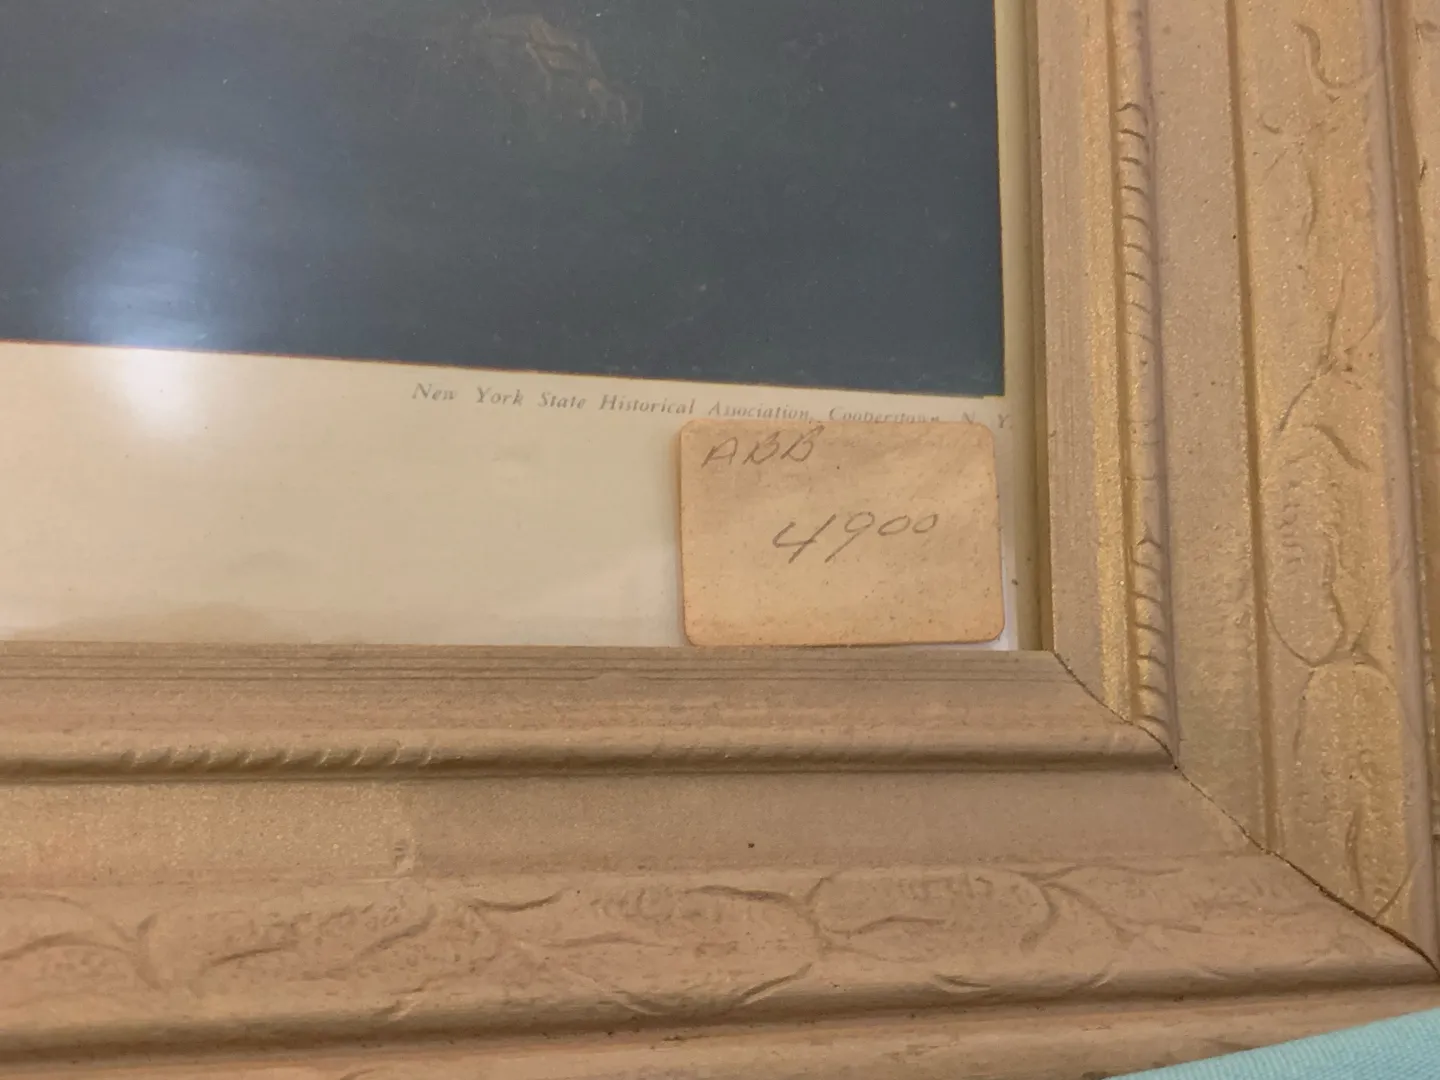 New York State Historical Association, Cooperstown, N. Y.
ABB
4900